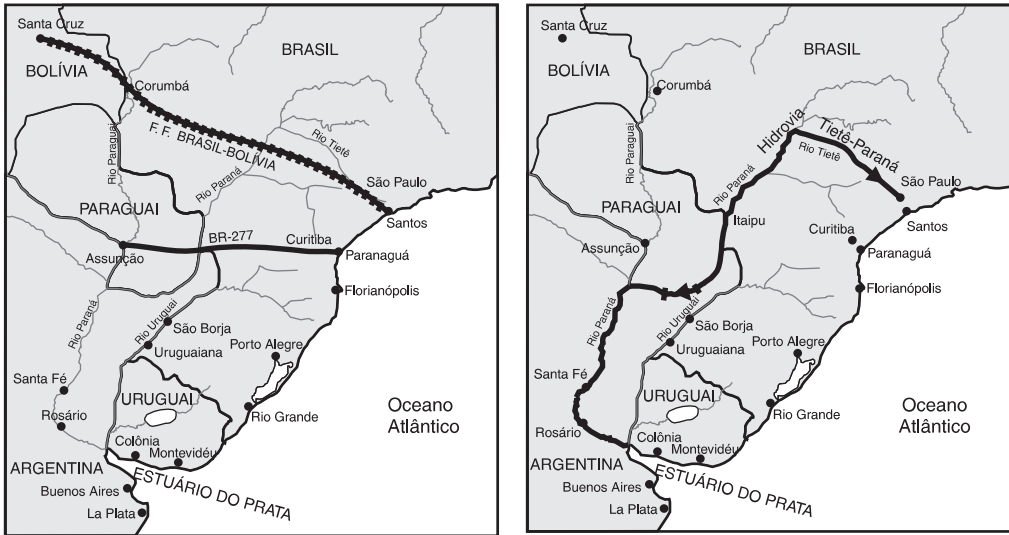 Santa Cruz
BRASIL
BOLÍVIA
Corumbá
F. F. BRASIL-BOLÍVIA
Rio Paraguai
Rio Tietê
Rio Paraná
São Paulo
Santos
PARAGUAI
BR-277
Curitiba
Assunção
Paranaguá
Florianópolis
Rio Paraná
Rio Uruguai
São Borja
Uruguaiana
Porto Alegre
Santa Fé
URUGUAI
Rio Grande
Oceano
Atlântico
Rosário
Colônia
Montevidéu
ARGENTINA
ESTUÁRIO DO PRATA
Buenos Aires
La Plata
Santa Cruz
BRASIL
BOLÍVIA
Corumbá
Hidrovia
Tietê-Paraná
Rio Tietê
Rio Paraguai
Rio Paraná
São Paulo
Santos
PARAGUAI
Itaipu
Curitiba
Assunção
Paranaguá
Florianópolis
Rio Paraná
Rio Uruguai
São Borja
Uruguaiana
Porto Alegre
Santa Fé
URUGUAI
Rio Grande
Oceano
Atlântico
Rosário
Colônia
Montevidéu
ARGENTINA
ESTUÁRIO DO PRATA
Buenos Aires
La Plata